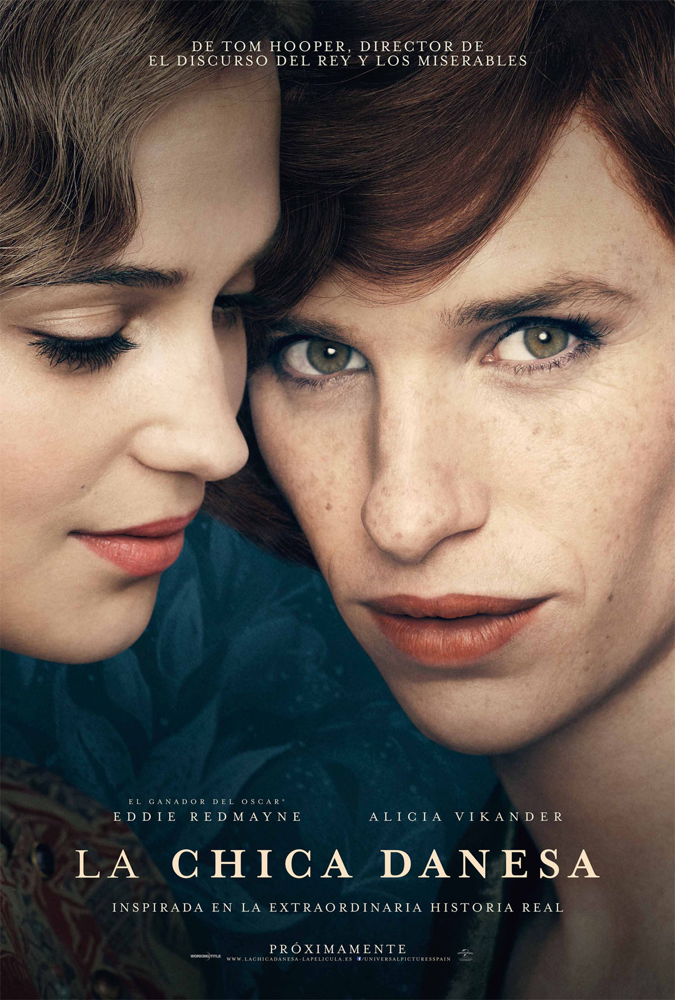 DE TOM HOOPER, DIRECTOR DE
EL DISCURSO DEL REY Y LOS MISERABLES
EL GANADOR DEL OSCAR®
EDDIE REDMAYNE
ALICIA VIKANDER
LA CHICA DANESA
INSPIRADA EN LA EXTRAORDINARIA HISTORIA REAL
PRÓXIMAMENTE
WORKING TITLE
WWW.LACHICADANESA-LAPELICULA.ES f/UNIVERSALPICTURESSPAIN
UNIVERSAL